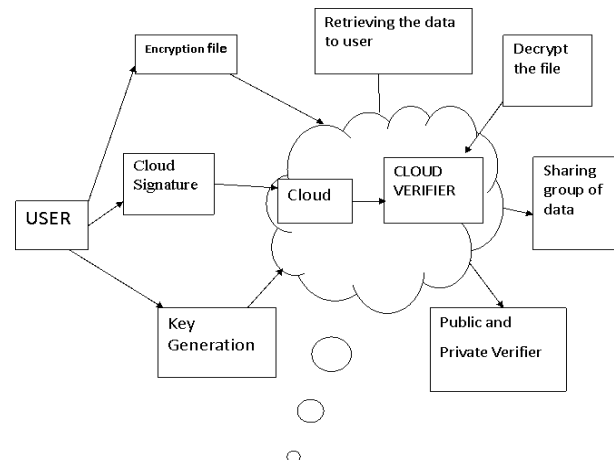 Encryption file
Retrieving the data
to user
Decrypt
the file
Cloud
Signature
Cloud
CLOUD
VERIFIER
Sharing
group of
data
USER
Key
Generation
Public and
Private Verifier